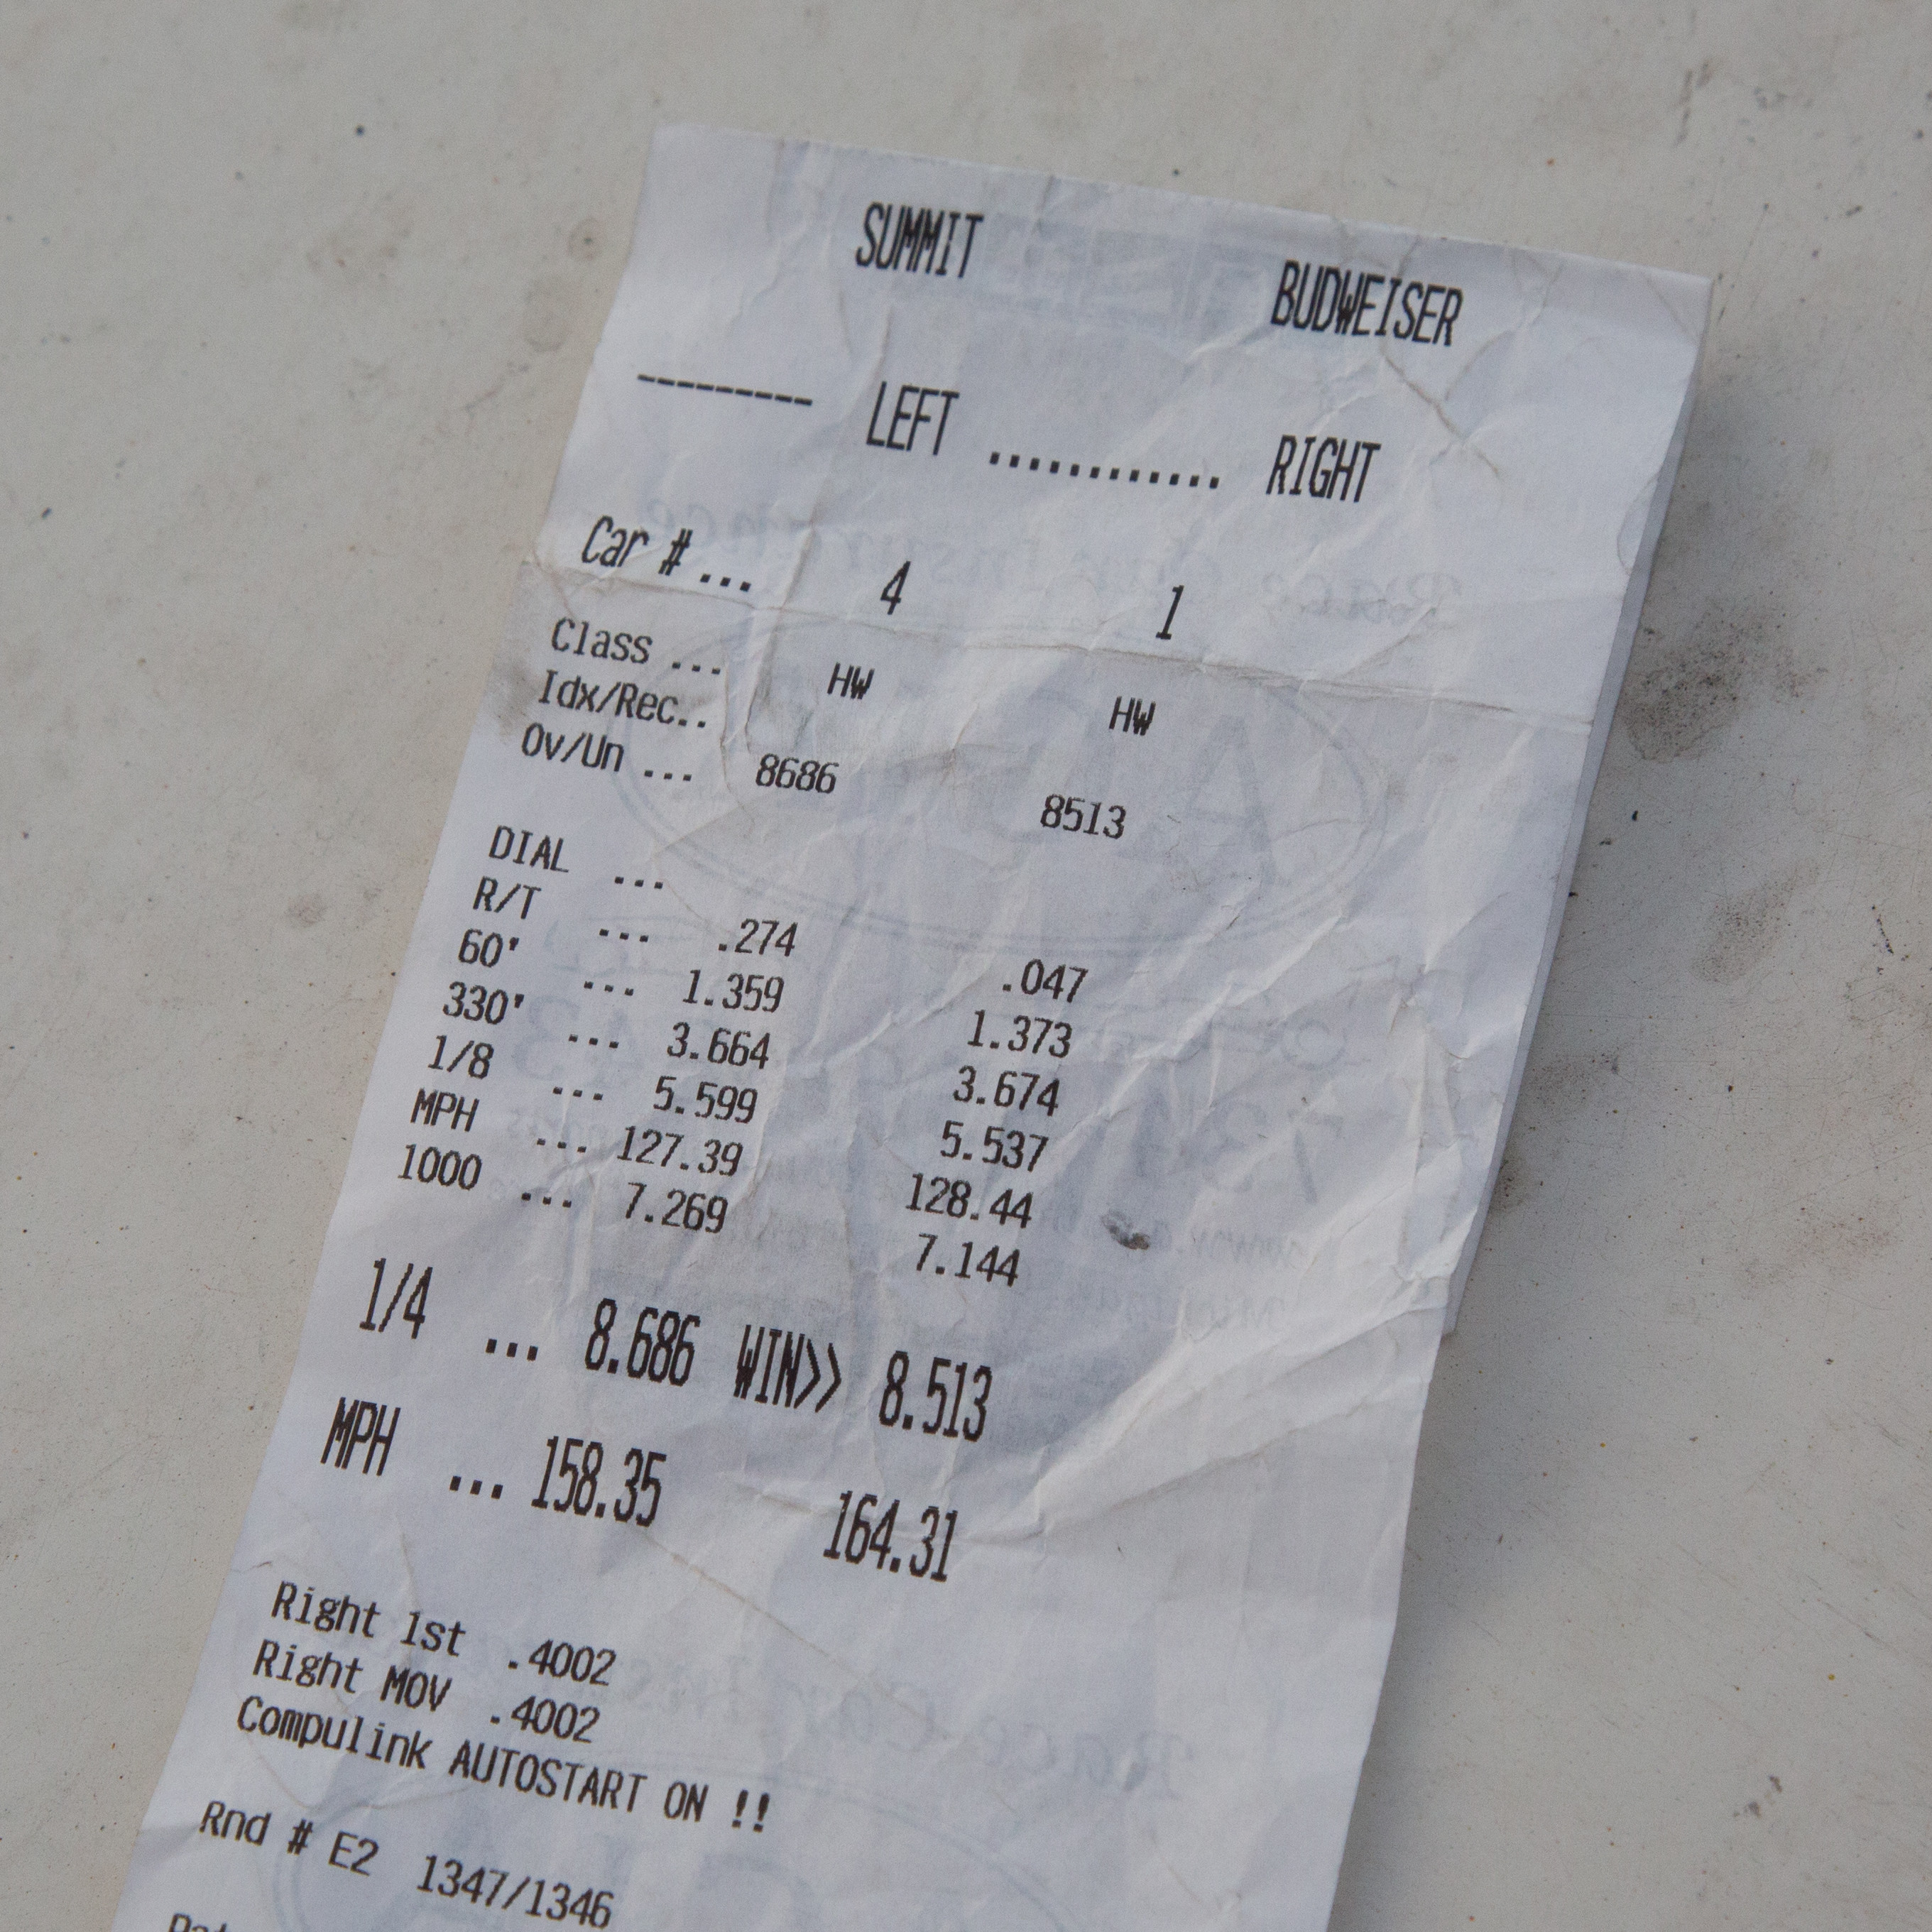 SUMMIT BUDWEISER
--------- LEFT ............ RIGHT
Car # ... 4 1
Class ... HW HW
Idx/Rec..
Ov/Un ... 8686 8513
DIAL ...
R/T ... .274 .047
60' ... 1.359 1.373
330' ... 3.664 3.674
1/8 ... 5.599 5.537
MPH ... 127.39 128.44
1000 ... 7.269 7.144
1/4 ... 8.686 WIN>> 8.513
MPH ... 158.35 164.31
Right 1st .4002
Right MOV .4002
Compulink AUTOSTART ON !!
Rnd # E2 1347/1346